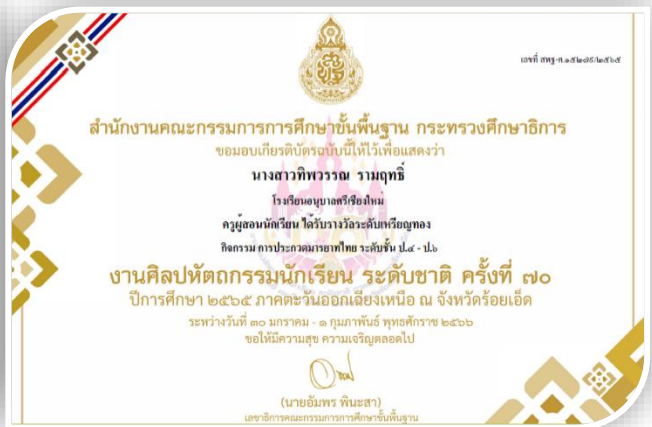 เลขที่ สพฐ-ค.๑๕๒๗๙/๒๕๖๕
สำนักงานคณะกรรมการการศึกษาขั้นพื้นฐาน กระทรวงศึกษาธิการ
ขอมอบเกียรติบัตรฉบับนี้ให้ไว้เพื่อแสดงว่า
นางสาวทิพวรรณ รามฤทธิ์
โรงเรียนอนุบาลศรีเชียงใหม่
ครูผู้สอนนักเรียน ได้รับรางวัลระดับเหรียญทอง
กิจกรรม การประกวดมารยาทไทย ระดับชั้น ป.๔ - ป.๖
งานศิลปหัตถกรรมนักเรียน ระดับชาติ ครั้งที่ ๗๐
ปีการศึกษา ๒๕๖๕ ภาคตะวันออกเฉียงเหนือ ณ จังหวัดร้อยเอ็ด
ระหว่างวันที่ ๓๐ มกราคม - ๑ กุมภาพันธ์ พุทธศักราช ๒๕๖๖
ขอให้มีความสุข ความเจริญตลอดไป
(นายอัมพร พินะสา)
เลขาธิการคณะกรรมการการศึกษาขั้นพื้นฐาน